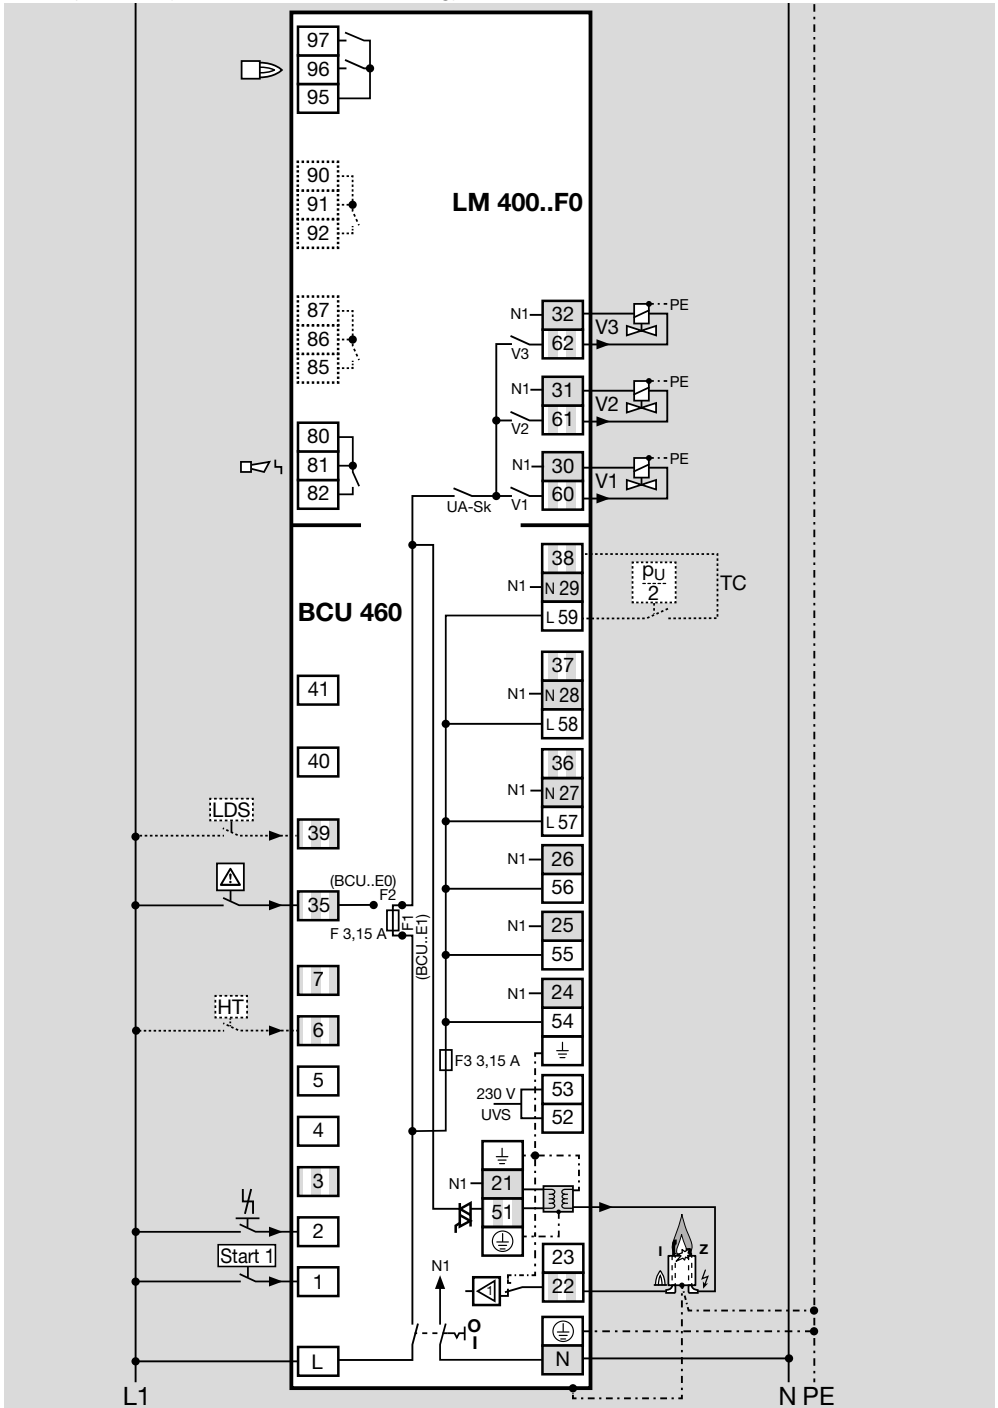 97
96
95
90
91
92
LM 400..F0
87
86
85
80
81
82
N1 32 PE
V3
V3 62
N1 31 PE
V2
V2 61
N1 30 PE
V1
UA-Sk V1 60
BCU 460
38
N1 N 29
L 59
pU
2
TC
37
N1 N 28
L 58
36
N1 N 27
L 57
N1 26
56
N1 25
55
N1 24
54
41
40
LDS
39
(BCU..E0)
F2
35
F 3,15 A
F1
(BCU..E1)
7
HT
6
F3 3,15 A
5
4
3
2
Start 1
1
230 V
UVS
53
52
N1 21
51
23
22
I Z
N1
O
I
L
N
L1
N PE